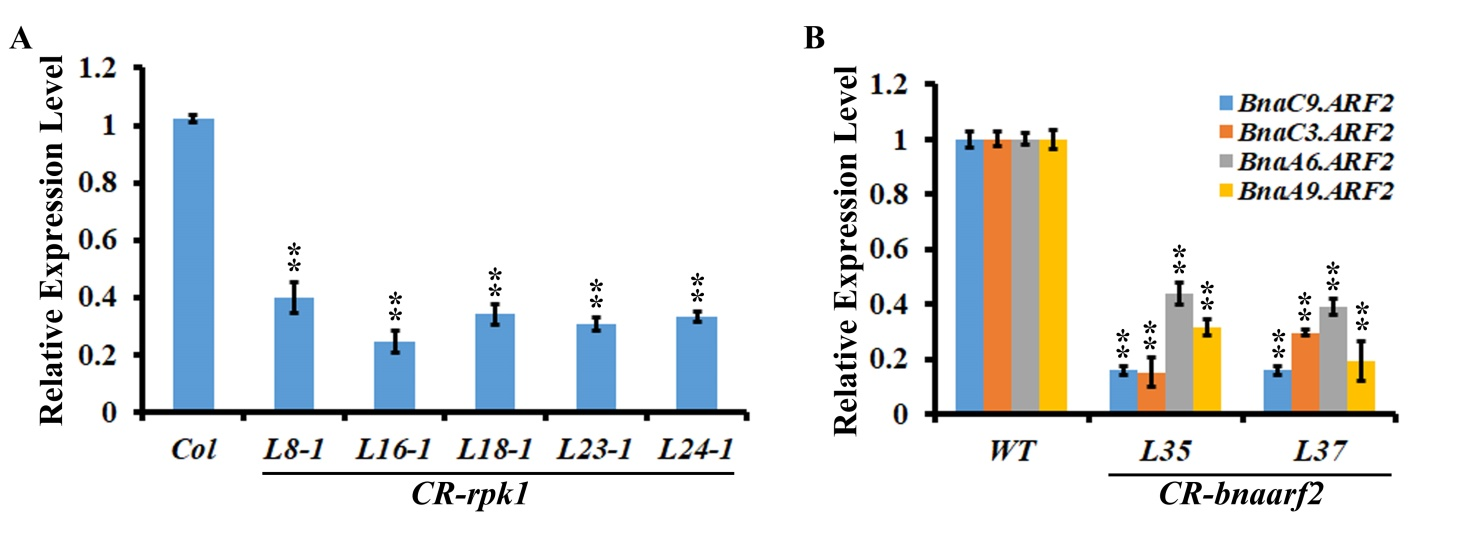 A
Relative Expression Level
1.2
1
0.8
0.6
0.4
0.2
0
**
**
**
**
**
Col L8-1 L16-1 L18-1 L23-1 L24-1
CR-rpk1
B
Relative Expression Level
1.2
1
0.8
0.6
0.4
0.2
0
BnaC9.ARF2
BnaC3.ARF2
BnaA6.ARF2
BnaA9.ARF2
**
**
**
**
**
**
**
**
WT L35 L37
CR-bnaarf2